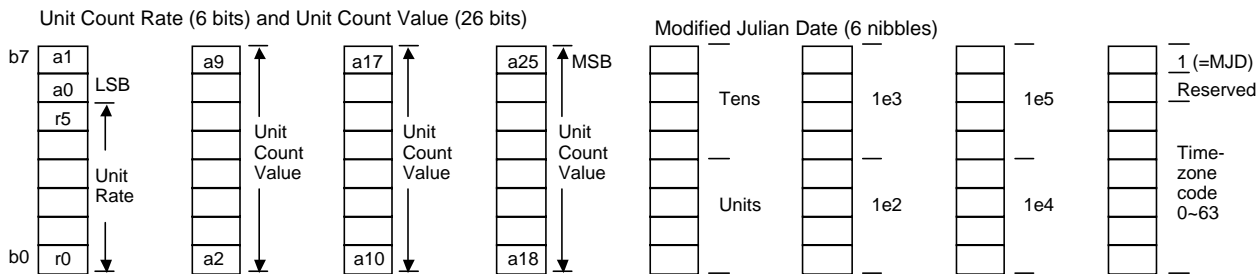 Unit Count Rate (6 bits) and Unit Count Value (26 bits)
Modified Julian Date (6 nibbles)
b7 a1 a9 a17 a25 MSB 1 (=MJD)
a0 LSB Reserved
r5 Tens 1e3 1e5
Unit Count Value
Unit Count Value
Unit Count Value
Unit Rate
Time-
zone
code
0~63
Units 1e2 1e4
b0 r0 a2 a10 a18